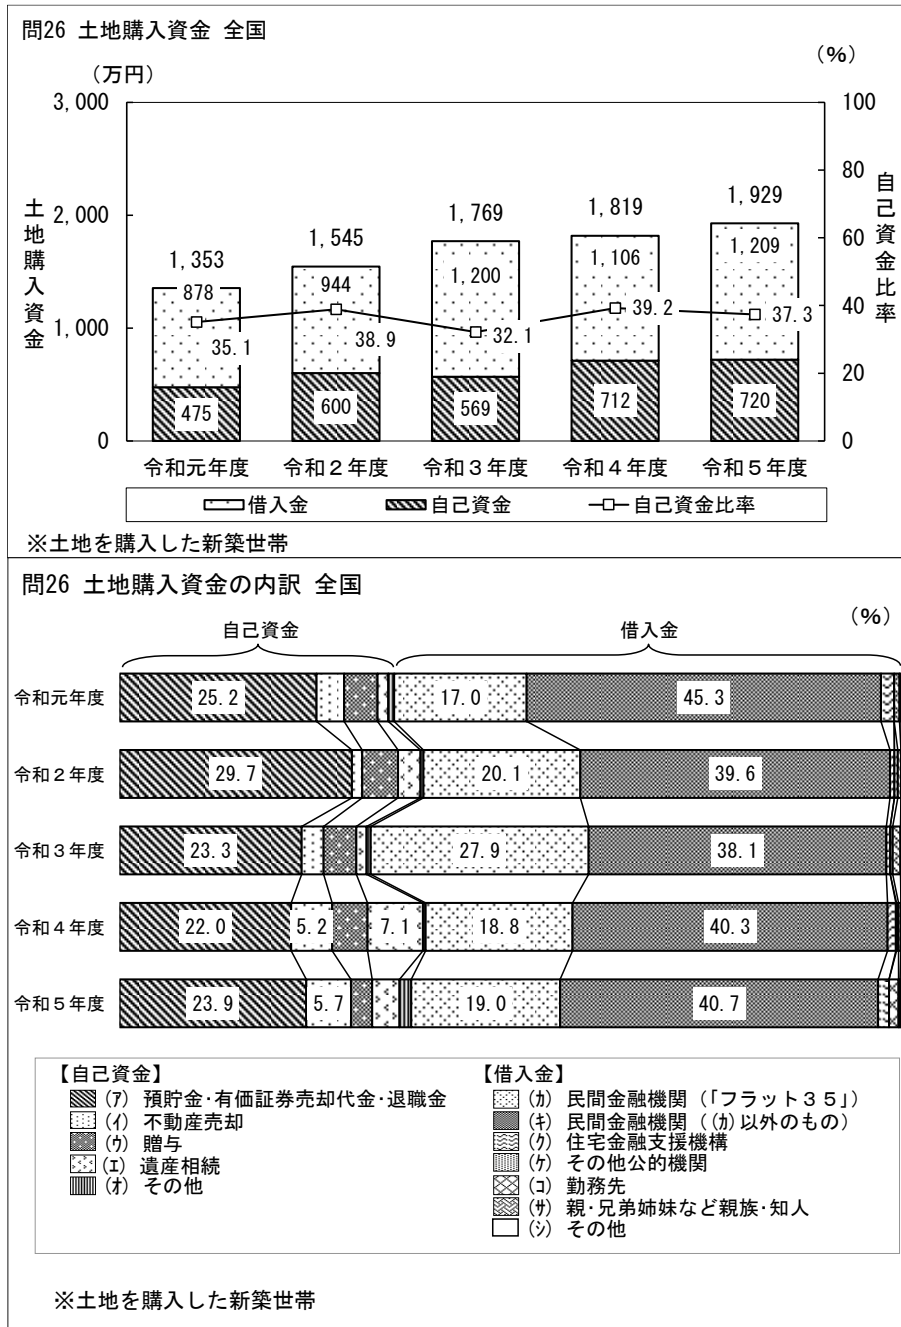 問26 土地購入資金 全国
(%)
(万円)
3,000
2,000
1,000
0
土地購入資金
100
80
60
40
20
0
自己資金比率
1,353
1,545
1,769
1,819
1,929
878
944
1,200
1,106
1,209
35.1
38.9
32.1
39.2
37.3
475
600
569
712
720
令和元年度 令和２年度 令和３年度 令和４年度 令和５年度
借入金 自己資金 自己資金比率
※土地を購入した新築世帯
問26 土地購入資金の内訳 全国
(%)
自己資金 借入金
令和元年度 25.2 17.0 45.3
令和２年度 29.7 20.1 39.6
令和３年度 23.3 27.9 38.1
令和４年度 22.0 5.2 7.1 18.8 40.3
令和５年度 23.9 5.7 19.0 40.7
【自己資金】
(ｱ) 預貯金･有価証券売却代金･退職金
(ｲ) 不動産売却
(ｳ) 贈与
(ｴ) 遺産相続
(ｵ) その他
【借入金】
(ｶ) 民間金融機関（「フラット３５」）
(ｷ) 民間金融機関（(ｶ)以外のもの）
(ｸ) 住宅金融支援機構
(ｹ) その他公的機関
(ｺ) 勤務先
(ｻ) 親･兄弟姉妹など親族･知人
(ｼ) その他
※土地を購入した新築世帯